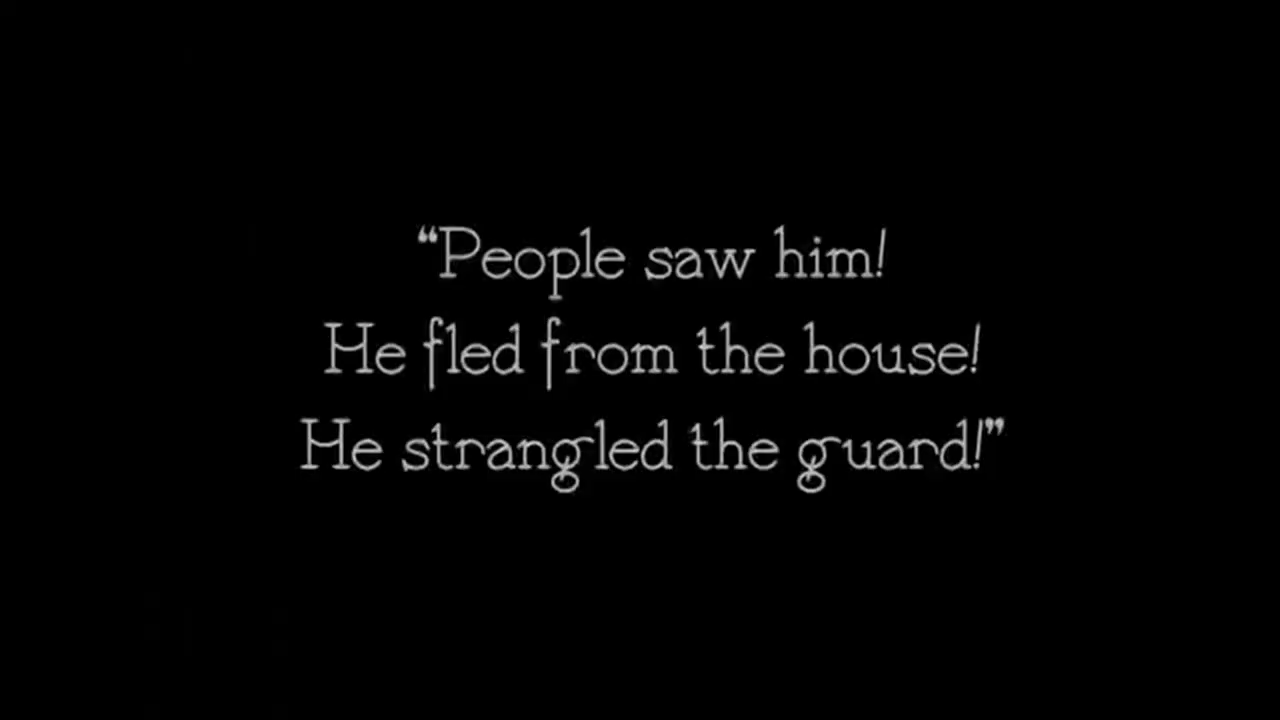 “People saw him!
He fled from the house!
He strangled the guard!”